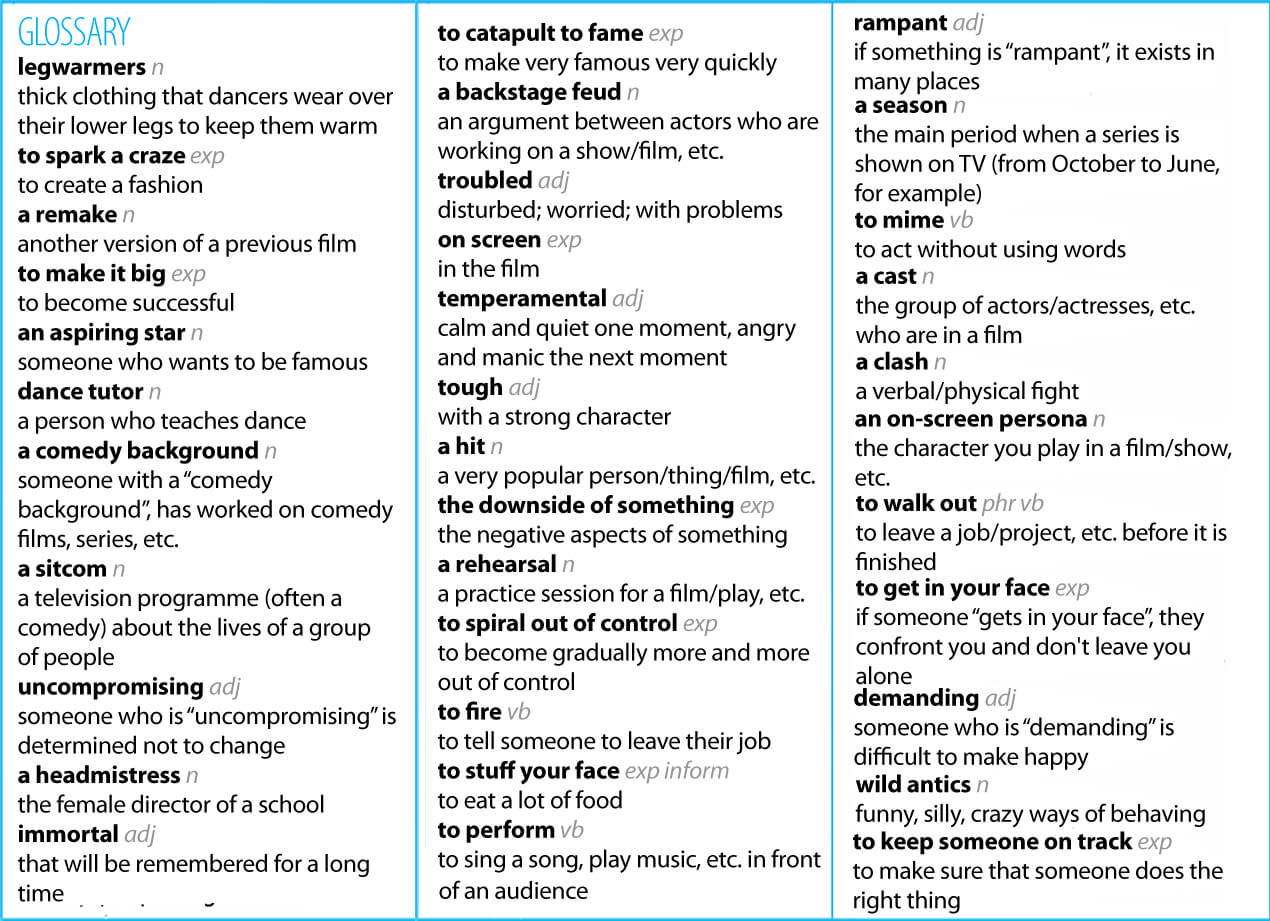 GLOSSARY
legwarmers n
thick clothing that dancers wear over
their lower legs to keep them warm
to spark a craze exp
to create a fashion
a remake n
another version of a previous film
to make it big exp
to become successful
an aspiring star n
someone who wants to be famous
dance tutor n
a person who teaches dance
a comedy background n
someone with a “comedy
background”, has worked on comedy
films, series, etc.
a sitcom n
a television programme (often a
comedy) about the lives of a group
of people
uncompromising adj
someone who is “uncompromising” is
determined not to change
a headmistress n
the female director of a school
immortal adj
that will be remembered for a long
time
to catapult to fame exp
to make very famous very quickly
a backstage feud n
an argument between actors who are
working on a show/film, etc.
troubled adj
disturbed; worried; with problems
on screen exp
in the film
temperamental adj
calm and quiet one moment, angry
and manic the next moment
tough adj
with a strong character
a hit n
a very popular person/thing/film, etc.
the downside of something exp
the negative aspects of something
a rehearsal n
a practice session for a film/play, etc.
to spiral out of control exp
to become gradually more and more
out of control
to fire vb
to tell someone to leave their job
to stuff your face exp inform
to eat a lot of food
to perform vb
to sing a song, play music, etc. in front
of an audience
rampant adj
if something is “rampant”, it exists in
many places
a season n
the main period when a series is
shown on TV (from October to June,
for example)
to mime vb
to act without using words
a cast n
the group of actors/actresses, etc.
who are in a film
a clash n
a verbal/physical fight
an on-screen persona n
the character you play in a film/show,
etc.
to walk out phr vb
to leave a job/project, etc. before it is
finished
to get in your face exp
if someone “gets in your face”, they
confront you and don't leave you
alone
demanding adj
someone who is “demanding” is
difficult to make happy
wild antics n
funny, silly, crazy ways of behaving
to keep someone on track exp
to make sure that someone does the
right thing